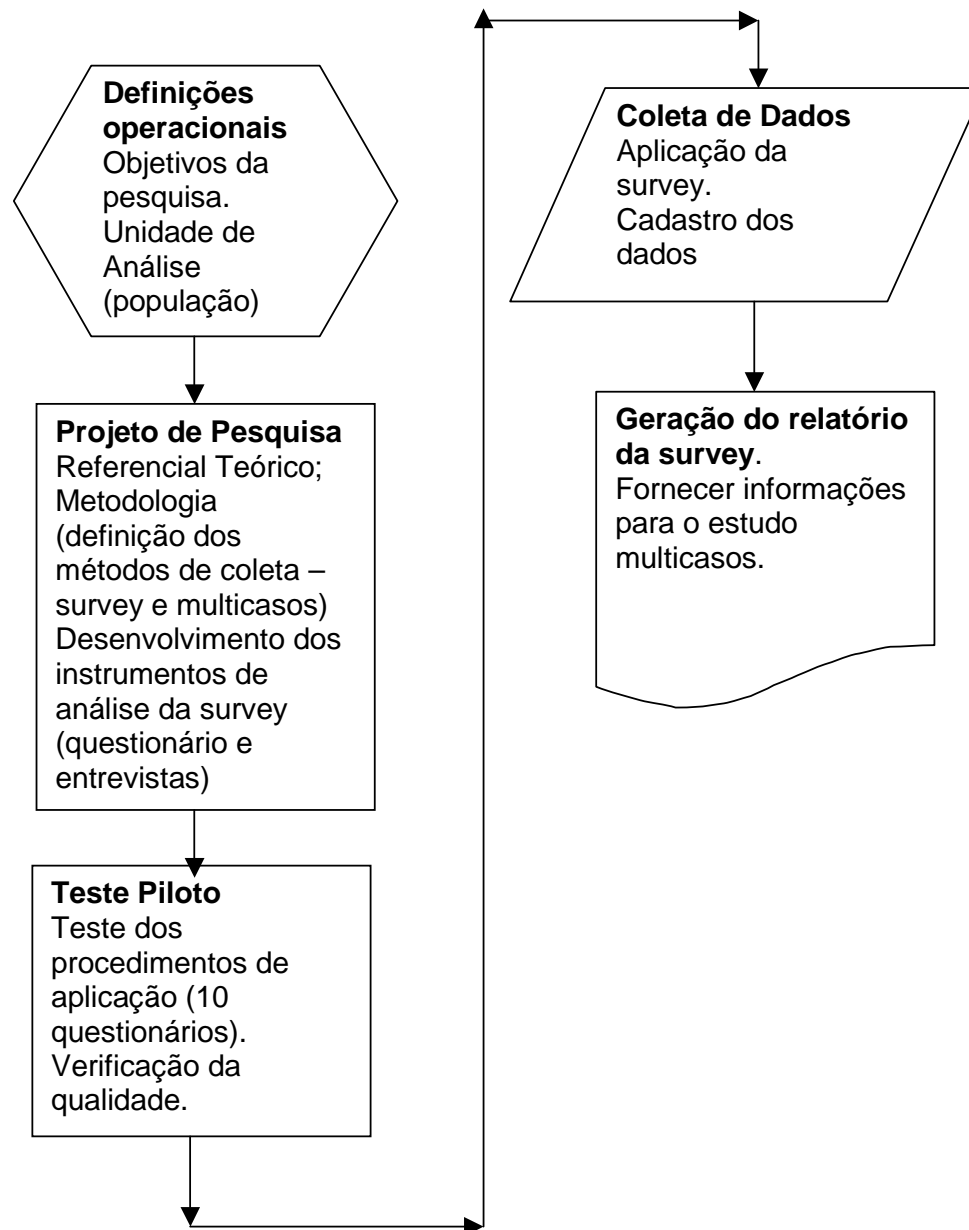 Definições
operacionais
Objetivos da
pesquisa.
Unidade de
Análise
(população)
Projeto de Pesquisa
Referencial Teórico;
Metodologia
(definição dos
métodos de coleta –
survey e multicasos)
Desenvolvimento dos
instrumentos de
análise da survey
(questionário e
entrevistas)
Teste Piloto
Teste dos
procedimentos de
aplicação (10
questionários).
Verificação da
qualidade.
Coleta de Dados
Aplicação da
survey.
Cadastro dos
dados
Geração do relatório
da survey.
Fornecer informações
para o estudo
multicasos.